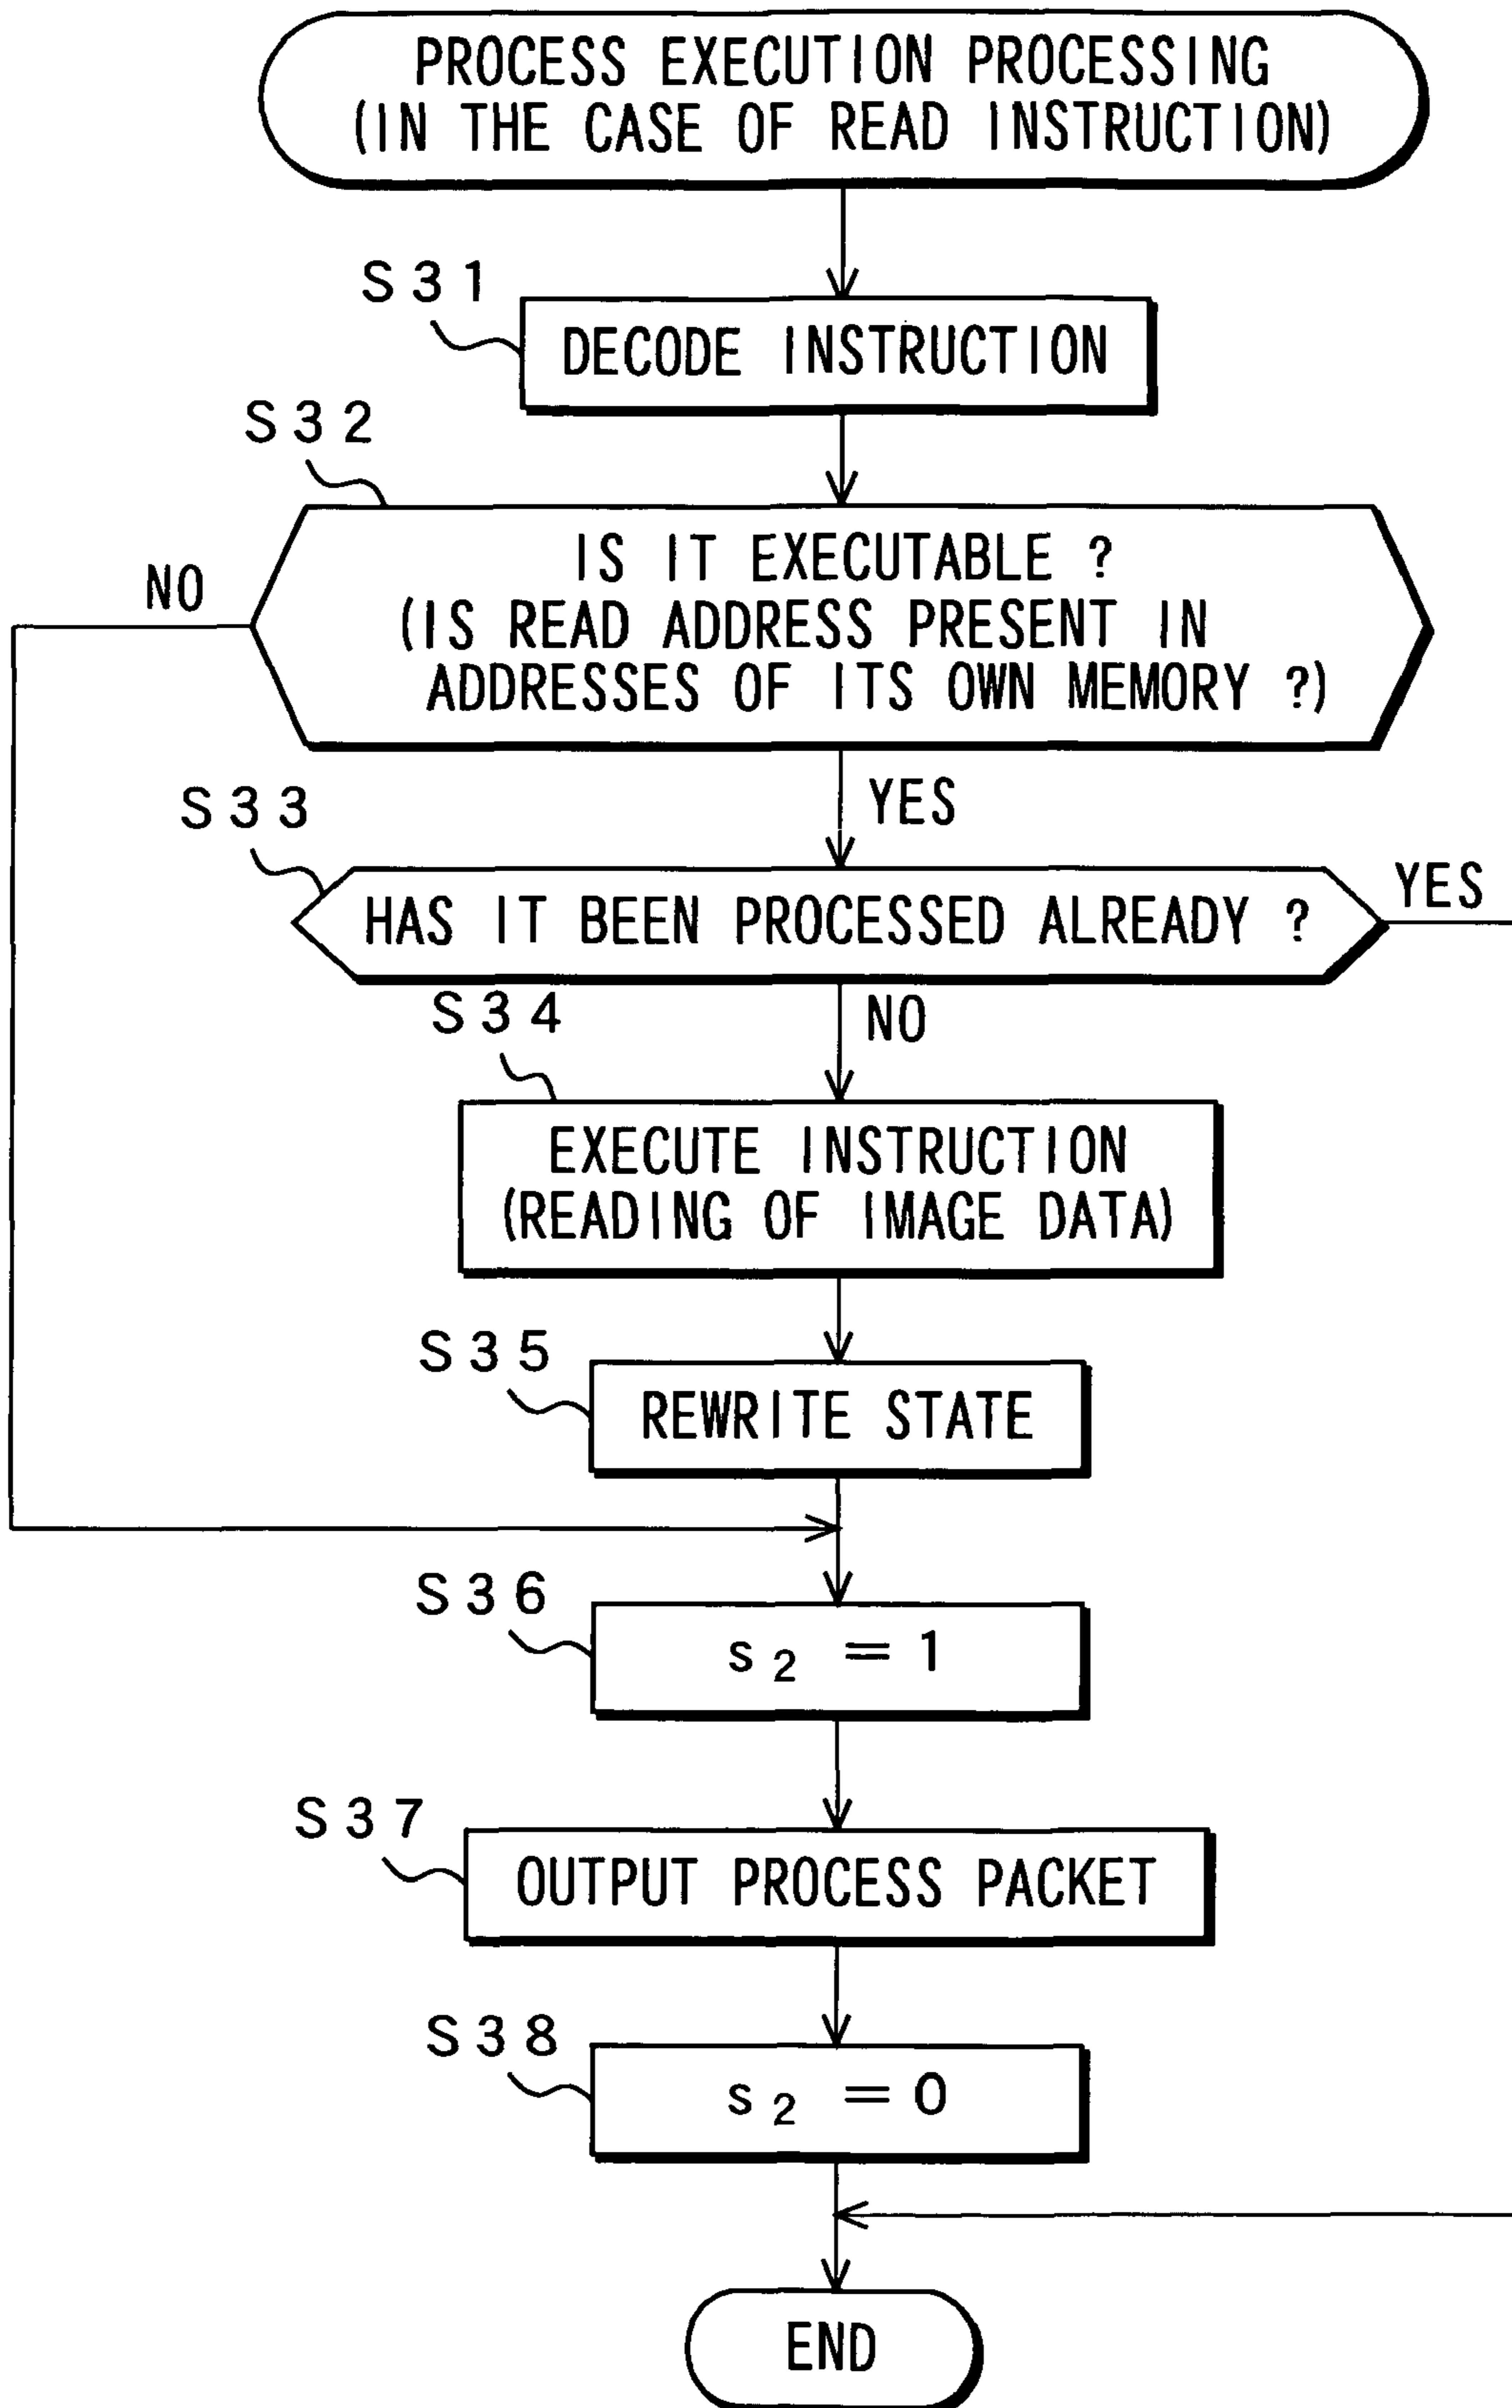 PROCESS EXECUTION PROCESSING
(IN THE CASE OF READ INSTRUCTION)
S31
DECODE INSTRUCTION
S32
IS IT EXECUTABLE ?
(IS READ ADDRESS PRESENT IN
ADDRESSES OF ITS OWN MEMORY ?)
NO
YES
S33
HAS IT BEEN PROCESSED ALREADY ?
YES
NO
S34
EXECUTE INSTRUCTION
(READING OF IMAGE DATA)
S35
REWRITE STATE
S36
s₂ = 1
S37
OUTPUT PROCESS PACKET
S38
s₂ = 0
END